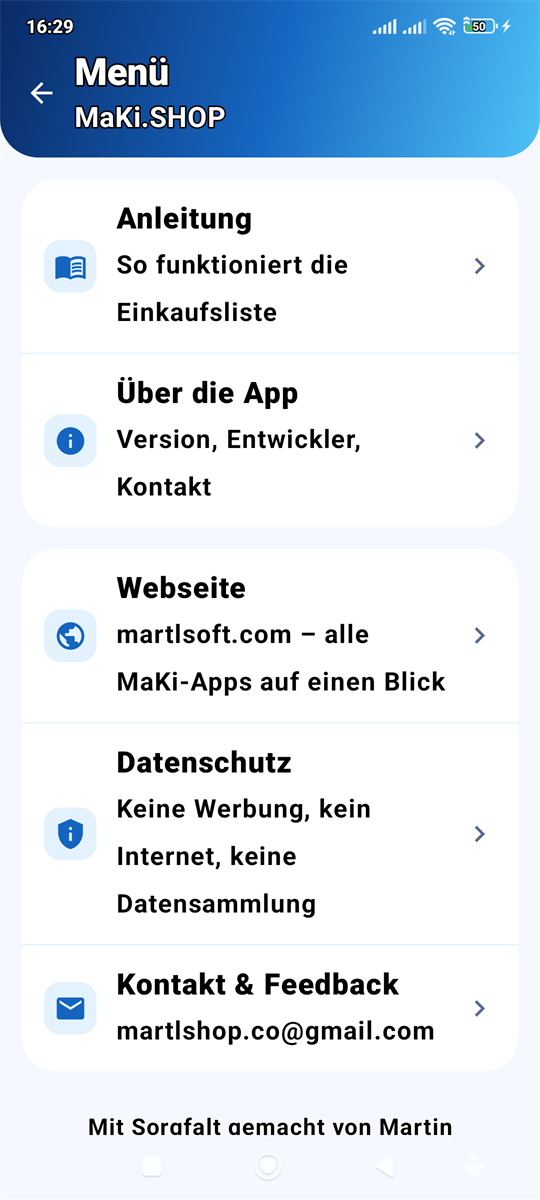 16:29
50
Menü
MaKi.SHOP
Anleitung
So funktioniert die
Einkaufsliste
Über die App
Version, Entwickler,
Kontakt
Webseite
martlsoft.com – alle
MaKi-Apps auf einen Blick
Datenschutz
Keine Werbung, kein
Internet, keine
Datensammlung
Kontakt & Feedback
martlshop.co@gmail.com
Mit Sorgfalt gemacht von Martin